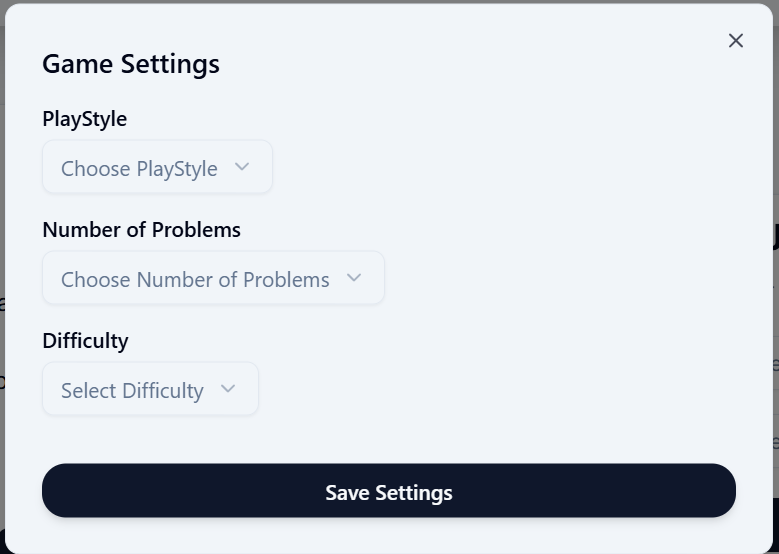 Game Settings
PlayStyle
Choose PlayStyle
Number of Problems
Choose Number of Problems
Difficulty
Select Difficulty
Save Settings